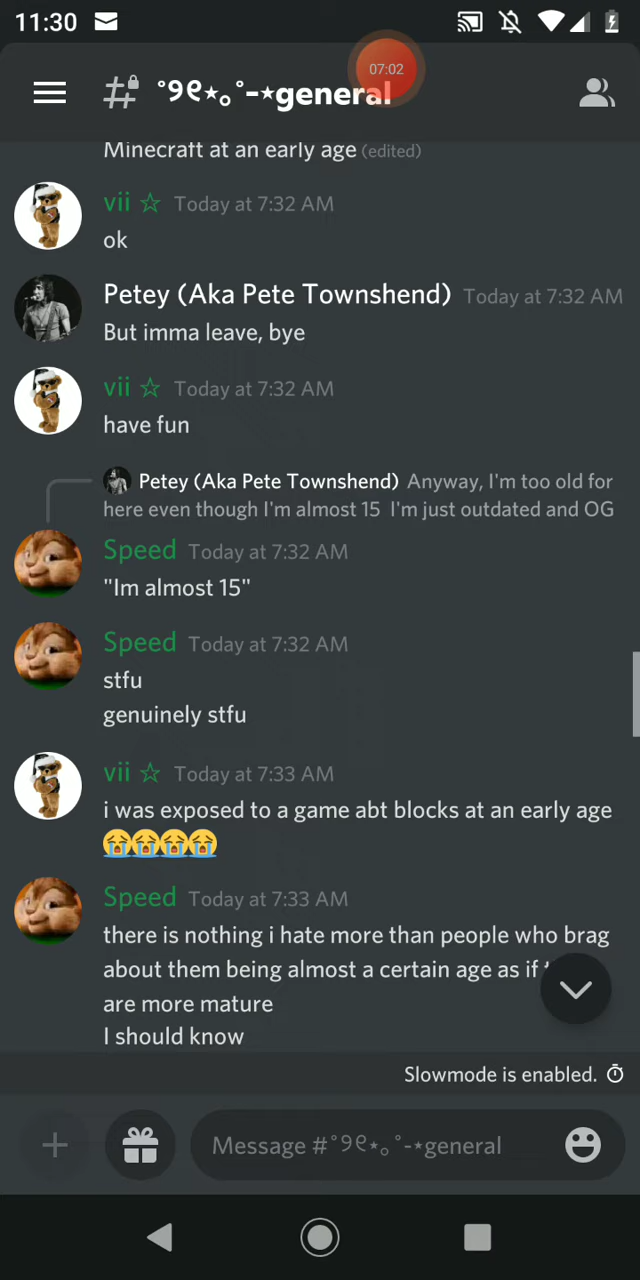 11:30
07:02
# °୨୧⋆｡°-⋆general
Minecraft at an early age (edited)
vii ☆ Today at 7:32 AM
ok
Petey (Aka Pete Townshend) Today at 7:32 AM
But imma leave, bye
vii ☆ Today at 7:32 AM
have fun
Petey (Aka Pete Townshend) Anyway, I'm too old for
here even though I'm almost 15 I'm just outdated and OG
Speed Today at 7:32 AM
"Im almost 15"
Speed Today at 7:32 AM
stfu
genuinely stfu
vii ☆ Today at 7:33 AM
i was exposed to a game abt blocks at an early age
😭😭😭😭
Speed Today at 7:33 AM
there is nothing i hate more than people who brag
about them being almost a certain age as if
are more mature
I should know
Slowmode is enabled.
Message #°୨୧⋆｡°-⋆general